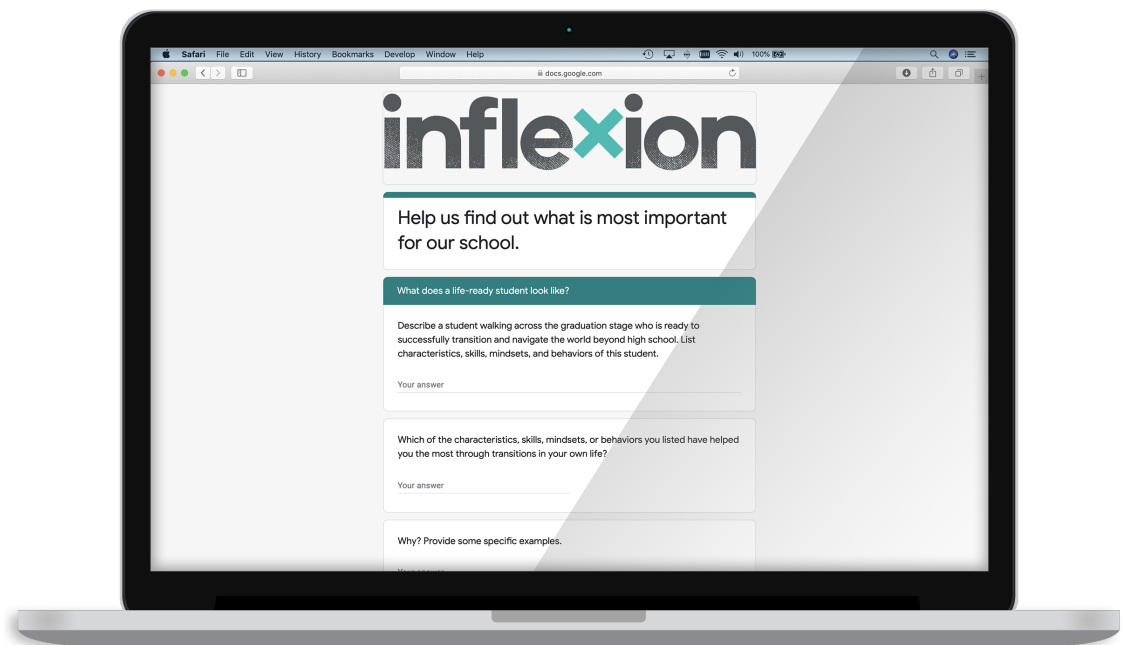 Safari File Edit View History Bookmarks Develop Window Help 100%
docs.google.com
inflexion
Help us find out what is most important
for our school.
What does a life-ready student look like?
Describe a student walking across the graduation stage who is ready to
successfully transition and navigate the world beyond high school. List
characteristics, skills, mindsets, and behaviors of this student.
Your answer
Which of the characteristics, skills, mindsets, or behaviors you listed have helped
you the most through transitions in your own life?
Your answer
Why? Provide some specific examples.